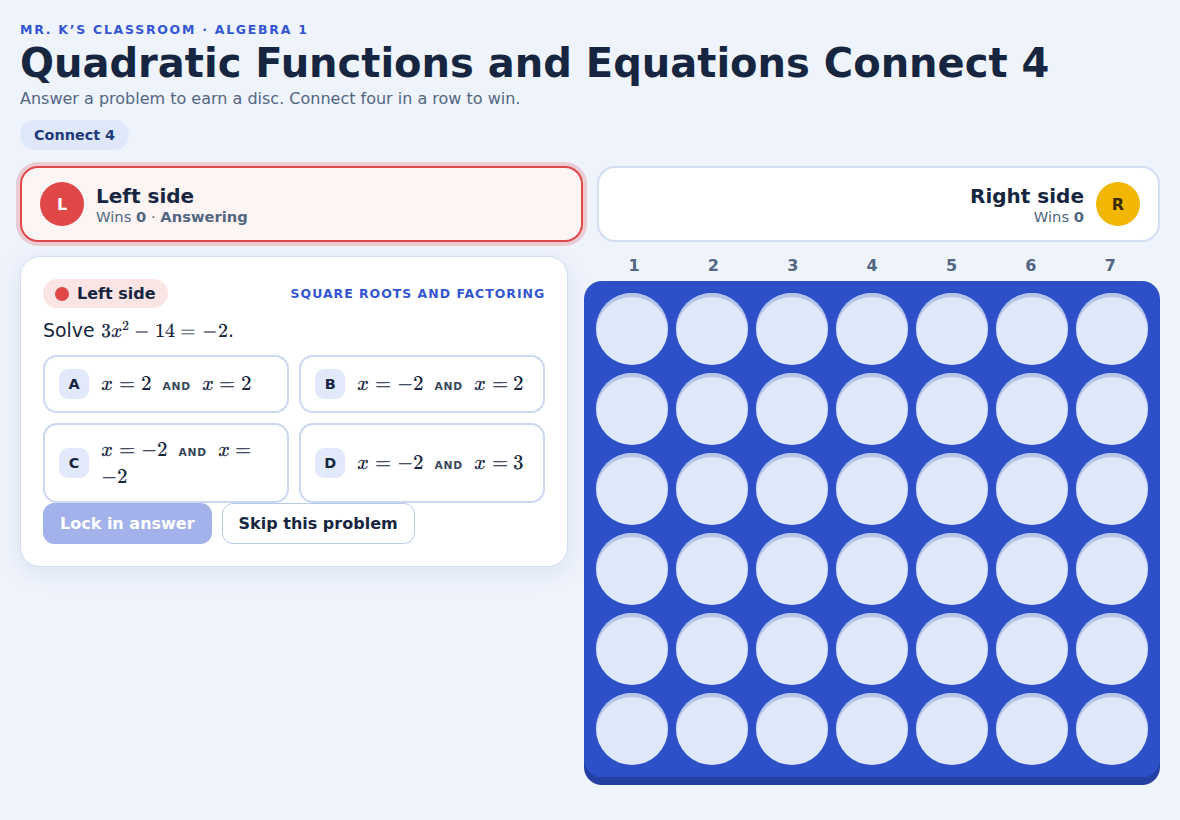 MR. K’S CLASSROOM · ALGEBRA 1
Quadratic Functions and Equations Connect 4
Answer a problem to earn a disc. Connect four in a row to win.
Connect 4
L
Left side
Wins 0 · Answering
Right side
Wins 0
R
Left side
SQUARE ROOTS AND FACTORING
Solve 3x² − 14 = −2.
A x = 2 AND x = 2
B x = −2 AND x = 2
C x = −2 AND x =
−2
D x = −2 AND x = 3
Lock in answer
Skip this problem
1 2 3 4 5 6 7